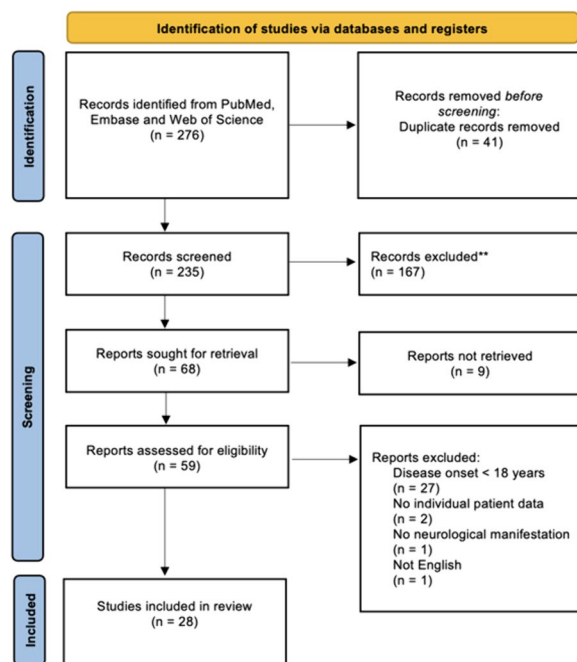 Identification of studies via databases and registers
Identification
Records identified from PubMed,
Embase and Web of Science
(n = 276)
Records removed before
screening:
Duplicate records removed
(n = 41)
Screening
Records screened
(n = 235)
Records excluded**
(n = 167)
Reports sought for retrieval
(n = 68)
Reports not retrieved
(n = 9)
Reports assessed for eligibility
(n = 59)
Reports excluded:
Disease onset < 18 years
(n = 27)
No individual patient data
(n = 2)
No neurological manifestation
(n = 1)
Not English
(n = 1)
Included
Studies included in review
(n = 28)